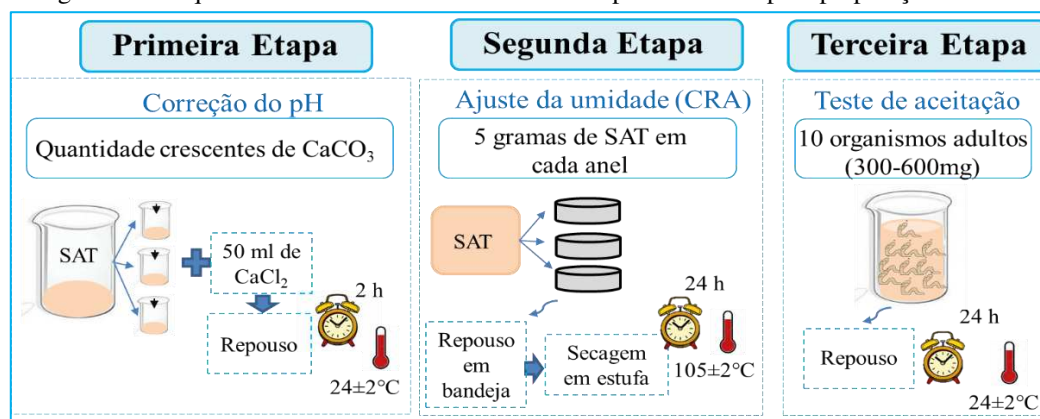 Primeira Etapa
Correção do pH
Quantidade crescentes de CaCO₃
SAT
50 ml de
CaCl₂
2 h
Repouso
24±2°C
Segunda Etapa
Ajuste da umidade (CRA)
5 gramas de SAT em
cada anel
SAT
24 h
Repouso
em
bandeja
Secagem
em estufa
105±2°C
Terceira Etapa
Teste de aceitação
10 organismos adultos
(300-600mg)
24 h
Repouso
24±2°C